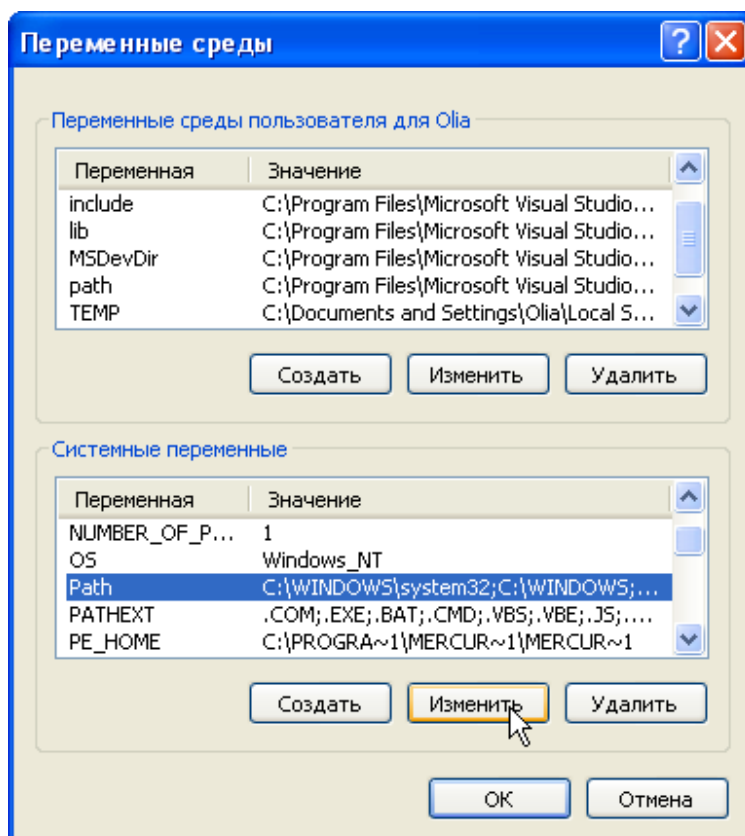 Переменные среды
Переменные среды пользователя для Olia
Переменная Значение
include C:\Program Files\Microsoft Visual Studio...
lib C:\Program Files\Microsoft Visual Studio...
MSDevDir C:\Program Files\Microsoft Visual Studio...
path C:\Program Files\Microsoft Visual Studio...
TEMP C:\Documents and Settings\Olia\Local S...
Создать Изменить Удалить
Системные переменные
Переменная Значение
NUMBER_OF_P... 1
OS Windows_NT
Path C:\WINDOWS\system32;C:\WINDOWS;...
PATHEXT .COM;.EXE;.BAT;.CMD;.VBS;.VBE;.JS;....
PE_HOME C:\PROGRA~1\MERCUR~1\MERCUR~1
Создать Изменить Удалить
ОК Отмена